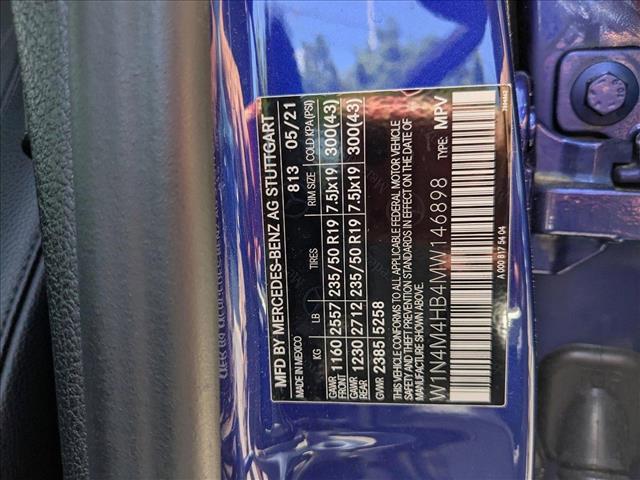 MFD BY MERCEDES-BENZ AG STUTTGART
MADE IN MEXICO 813 05/21
KG LB TIRES RIM SIZE COLD KPA (PSI)
GAWR FRONT 1160 2557 235/50 R19 7.5Jx19 300(43)
GAWR REAR 1230 2712 235/50 R19 7.5Jx19 300(43)
GVWR 2385 5258
THIS VEHICLE CONFORMS TO ALL APPLICABLE FEDERAL MOTOR VEHICLE
SAFETY AND THEFT PREVENTION STANDARDS IN EFFECT ON THE DATE OF
MANUFACTURE SHOWN ABOVE.
W1N4M4HB4MW146898 TYPE: MPV
A 000 817 54 04